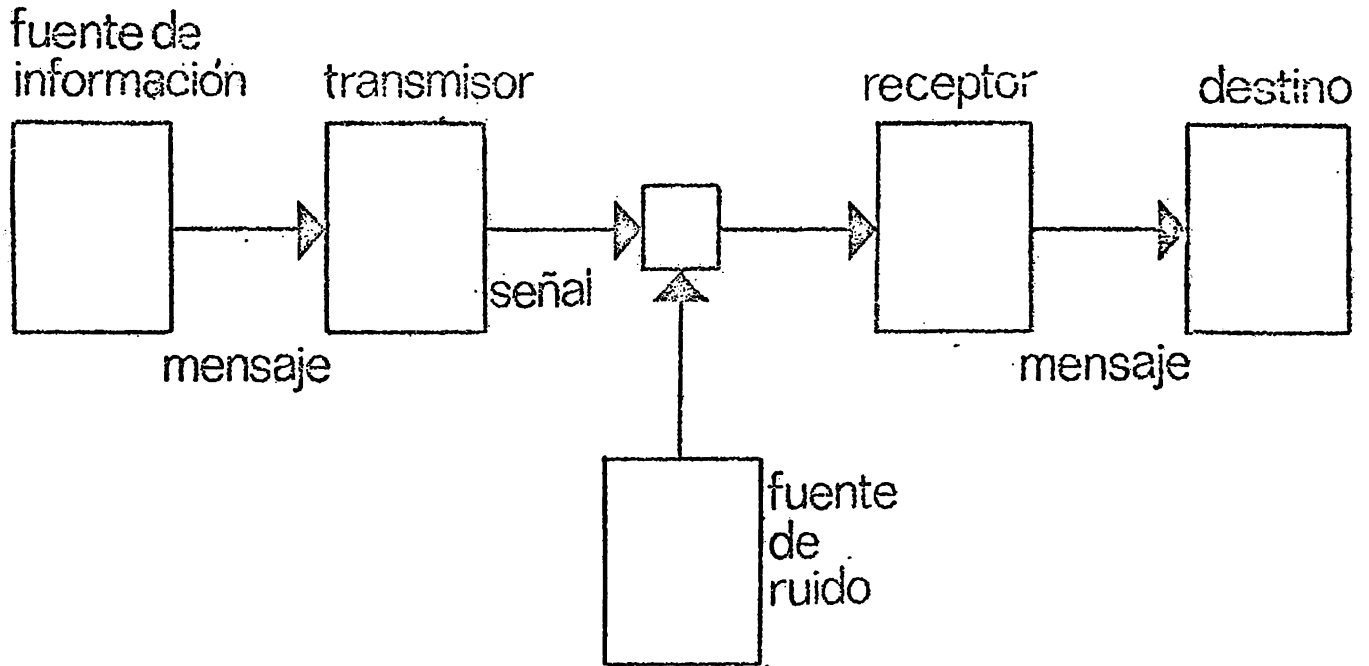 fuente de
información
transmisor
receptor
destino
señal
mensaje
mensaje
fuente
de
ruido